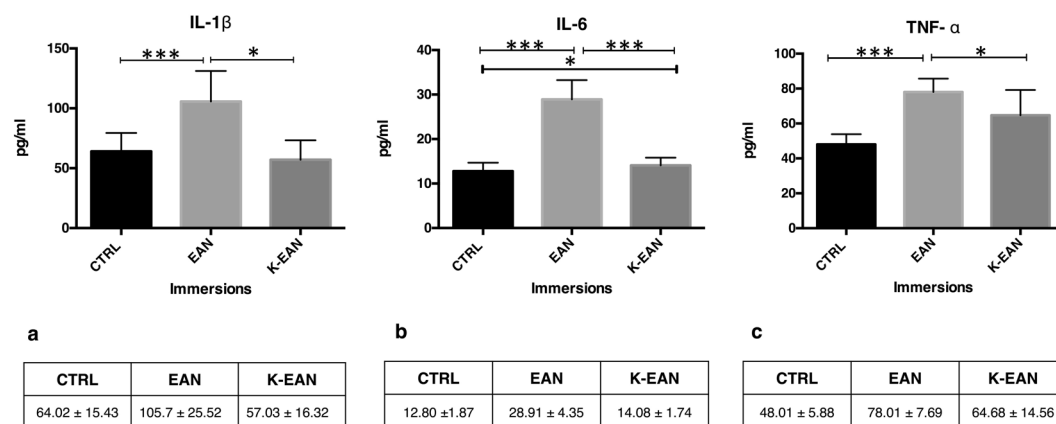 IL-1β
150
100
50
0
pg/ml
***
*
CTRL
EAN
K-EAN
Immersions
a
CTRL EAN K-EAN
64.02 ± 15.43 105.7 ± 25.52 57.03 ± 16.32
IL-6
40
30
20
10
0
pg/ml
*** ***
*
CTRL
EAN
K-EAN
Immersions
b
CTRL EAN K-EAN
12.80 ±1.87 28.91 ± 4.35 14.08 ± 1.74
TNF- α
100
80
60
40
20
0
pg/ml
*** *
CTRL
EAN
K-EAN
Immersions
c
CTRL EAN K-EAN
48.01 ± 5.88 78.01 ± 7.69 64.68 ± 14.56